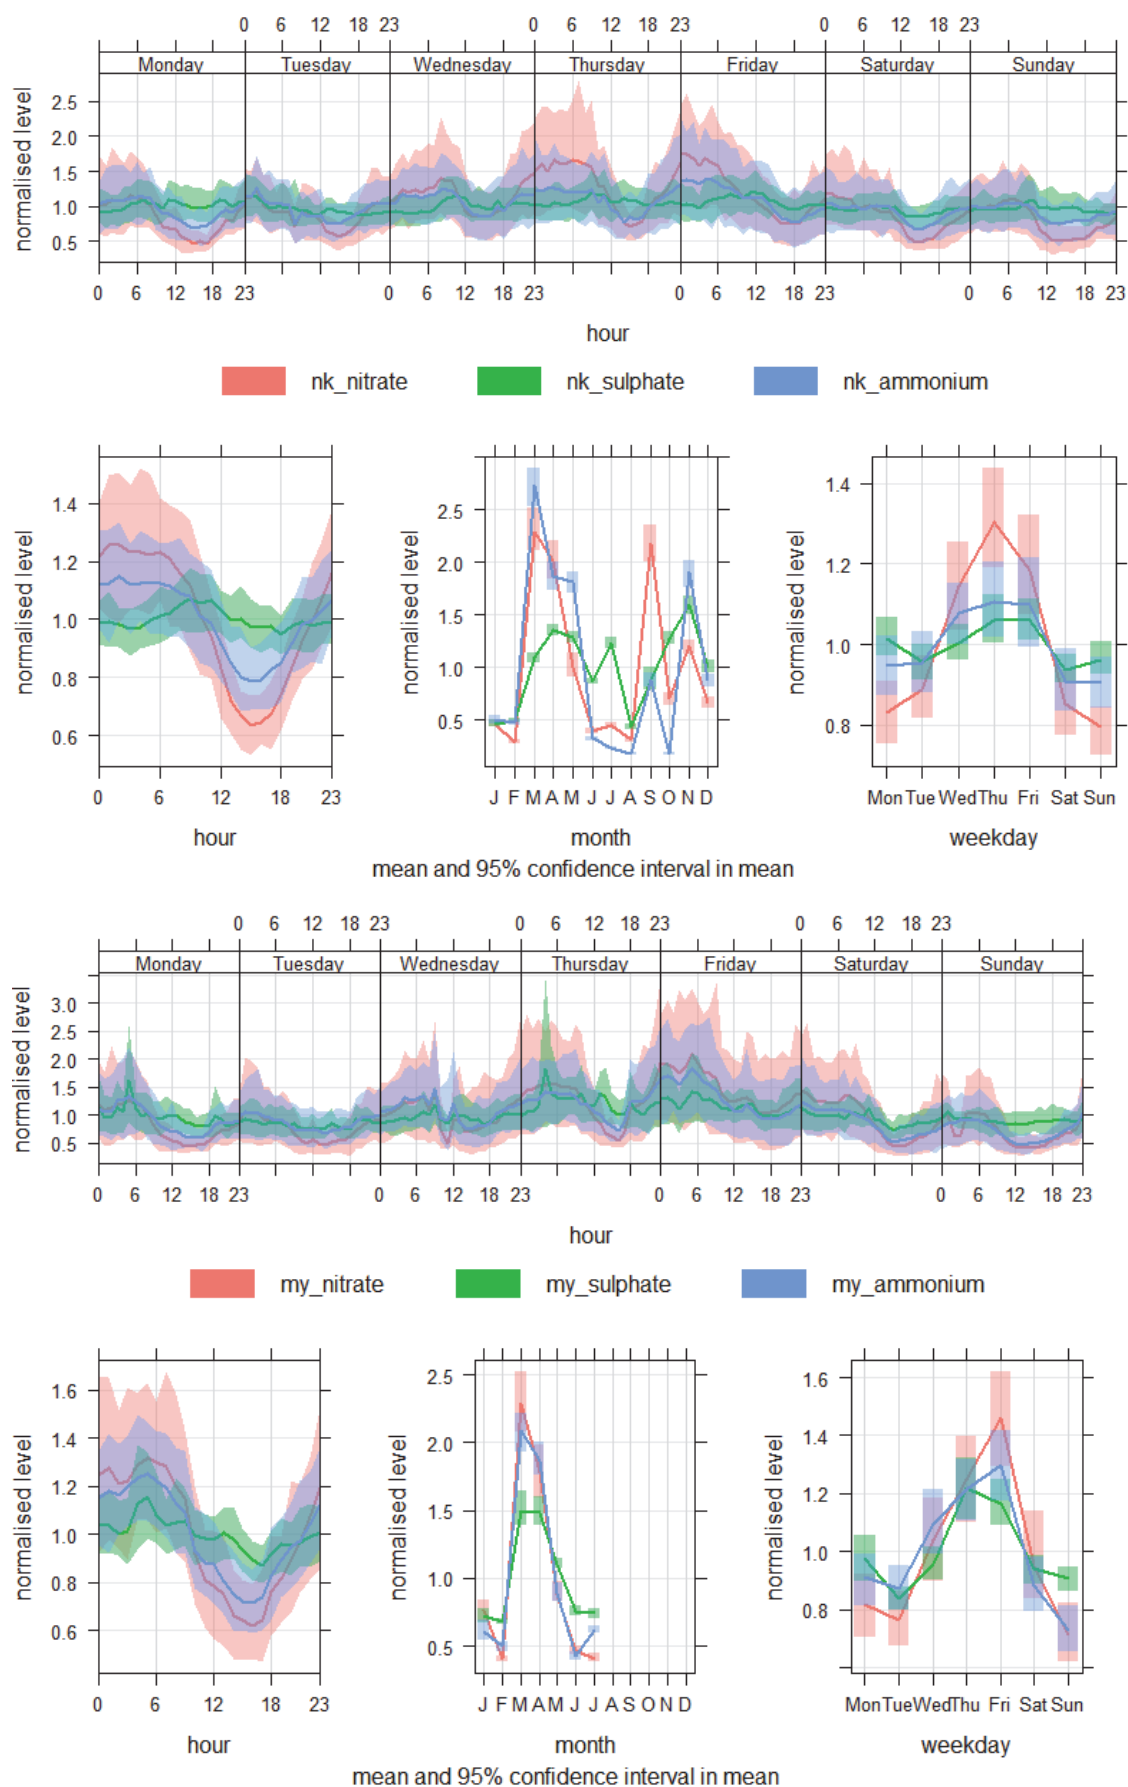 0 6 12 18 23 0 6 12 18 23 0 6 12 18 23
Monday Tuesday Wednesday Thursday Friday Saturday Sunday
normalised level
2.5
2.0
1.5
1.0
0.5
0 6 12 18 23 0 6 12 18 23 0 6 12 18 23 0 6 12 18 23
hour
nk_nitrate nk_sulphate nk_ammonium
normalised level
1.4
1.2
1.0
0.8
0.6
0 6 12 18 23
hour
normalised level
2.5
2.0
1.5
1.0
0.5
J F M A M J J A S O N D
month
normalised level
1.4
1.2
1.0
0.8
Mon Tue Wed Thu Fri Sat Sun
weekday
mean and 95% confidence interval in mean
0 6 12 18 23 0 6 12 18 23 0 6 12 18 23
Monday Tuesday Wednesday Thursday Friday Saturday Sunday
normalised level
3.0
2.5
2.0
1.5
1.0
0.5
0 6 12 18 23 0 6 12 18 23 0 6 12 18 23 0 6 12 18 23
hour
my_nitrate my_sulphate my_ammonium
normalised level
1.6
1.4
1.2
1.0
0.8
0.6
0 6 12 18 23
hour
normalised level
2.5
2.0
1.5
1.0
0.5
J F M A M J J A S O N D
month
normalised level
1.6
1.4
1.2
1.0
0.8
Mon Tue Wed Thu Fri Sat Sun
weekday
mean and 95% confidence interval in mean